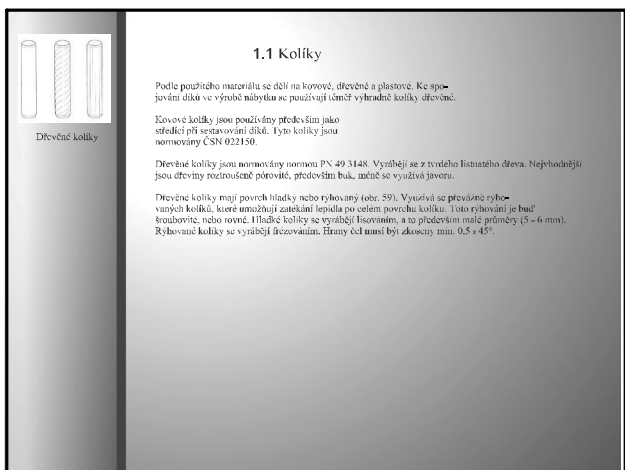 1.1 Kolíky
Podle použitého materiálu se dělí na kovové, dřevěné a plastové. Ke spo-
jování dílců ve výrobě nábytku se používají téměř výhradně kolíky dřevěné.
Kovové kolíky jsou používány především jako
středící při sestavování dílců. Tyto kolíky jsou
normovány ČSN 022150.
Dřevěné kolíky jsou normovány normou PN 49 3148. Vyrábějí se z tvrdého listnatého dřeva. Nejvhodnější
jsou dřeviny roztroušeně pórovité, především buk, méně se využívá javoru.
Dřevěné kolíky mají povrch hladký nebo rýhovaný (obr. 59). Využívá se převážně rýho-
vaných kolíků, které umožňují zatékání lepidla po celém povrchu kolíku. Toto rýhování je buď
šroubovité, nebo rovné. Hladké kolíky se vyrábějí lisováním, a to především malé průměry (5 - 6 mm).
Rýhované kolíky se vyrábějí frézováním. Hrany čel musí být zkoseny min. 0,5 x 45°.
Dřevěné kolíky